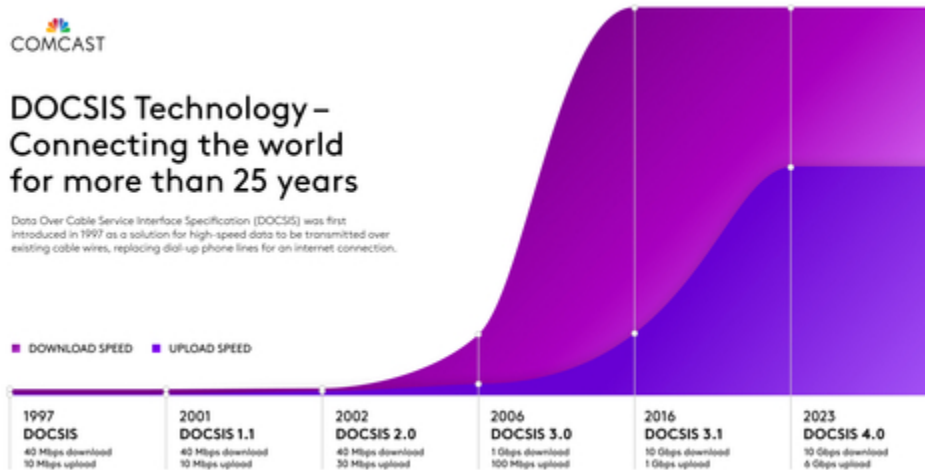 COMCAST
DOCSIS Technology –
Connecting the world
for more than 25 years
Data Over Cable Service Interface Specification (DOCSIS) was first
introduced in 1997 as a solution for high-speed data to be transmitted over
existing cable wires, replacing dial-up phone lines for an internet connection.
DOWNLOAD SPEED
UPLOAD SPEED
1997
DOCSIS
40 Mbps download
10 Mbps upload
2001
DOCSIS 1.1
40 Mbps download
10 Mbps upload
2002
DOCSIS 2.0
40 Mbps download
30 Mbps upload
2006
DOCSIS 3.0
1 Gbps download
100 Mbps upload
2016
DOCSIS 3.1
10 Gbps download
1 Gbps upload
2023
DOCSIS 4.0
10 Gbps download
6 Gbps upload